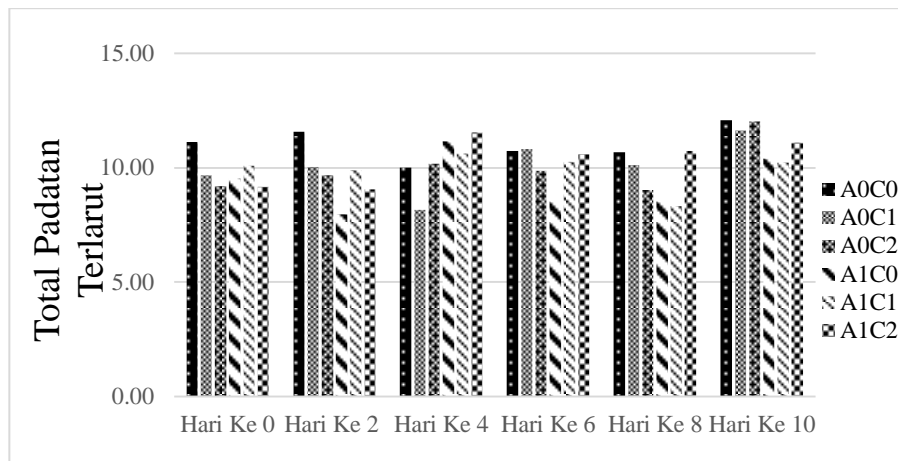 15.00
10.00
5.00
0.00
Total Padatan
Terlarut
Hari Ke 0 Hari Ke 2 Hari Ke 4 Hari Ke 6 Hari Ke 8 Hari Ke 10
A0C0
A0C1
A0C2
A1C0
A1C1
A1C2